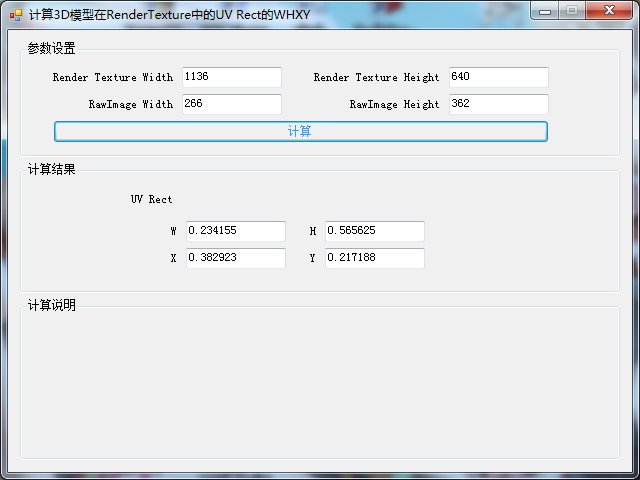 计算3D模型在RenderTexture中的UV Rect的WHXY
参数设置
Render Texture Width 1136 Render Texture Height 640
RawImage Width 266 RawImage Height 362
计算
计算结果
UV Rect
W 0.234155 H 0.565625
X 0.382923 Y 0.217188
计算说明